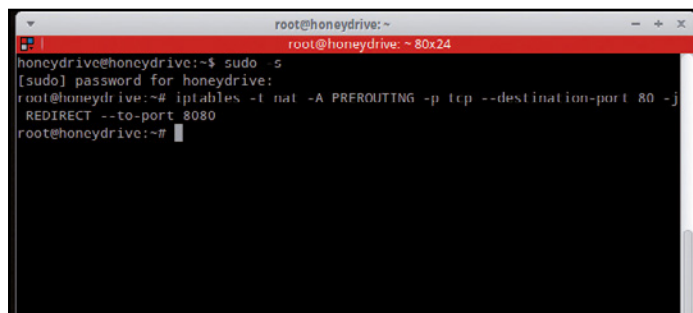 root@honeydrive: ~
root@honeydrive: ~ 80x24
honeydrive@honeydrive:~$ sudo -s
[sudo] password for honeydrive:
root@honeydrive:~# iptables -t nat -A PREROUTING -p tcp --destination-port 80 -j
REDIRECT --to-port 8080
root@honeydrive:~#